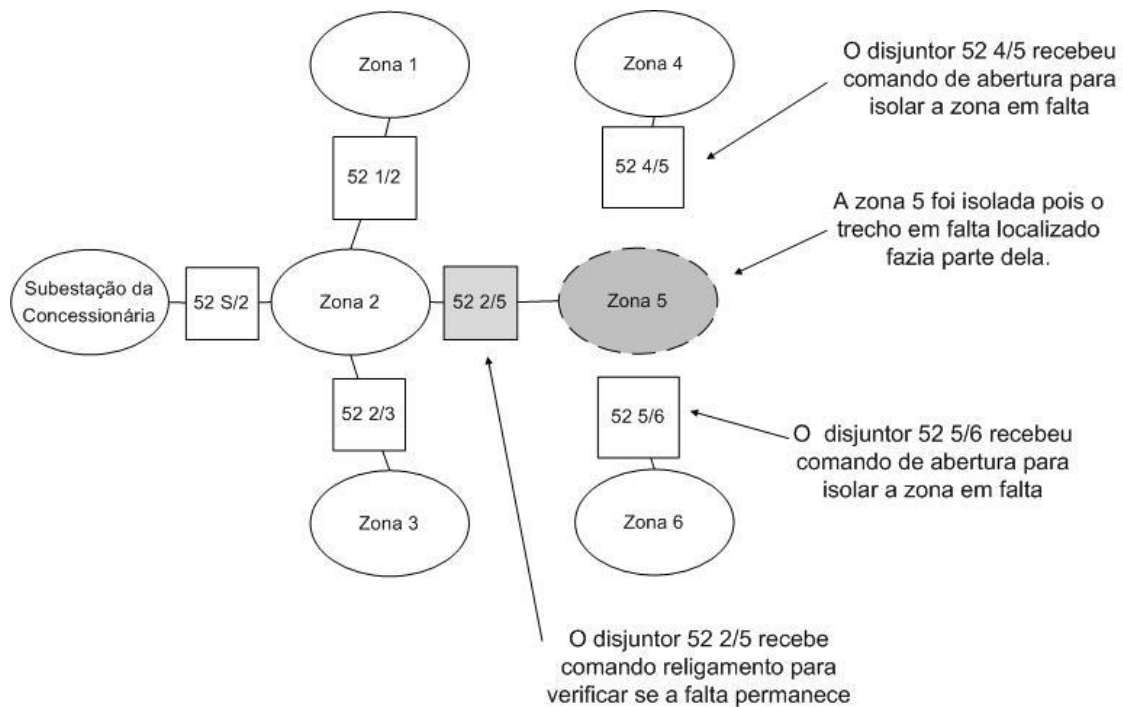 Zona 1
Zona 4
O disjuntor 52 4/5 recebeu
comando de abertura para
isolar a zona em falta
52 1/2
52 4/5
A zona 5 foi isolada pois o
trecho em falta localizado
fazia parte dela.
Subestação da
Concessionária
52 S/2
Zona 2
52 2/5
Zona 5
52 2/3
52 5/6
O disjuntor 52 5/6 recebeu
comando de abertura para
isolar a zona em falta
Zona 3
Zona 6
O disjuntor 52 2/5 recebe
comando religamento para
verificar se a falta permanece